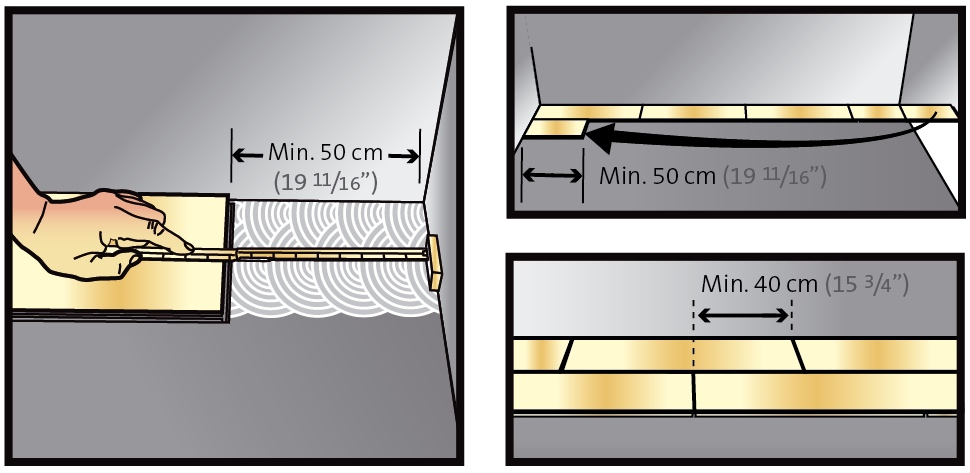 Min. 50 cm
(19 11/16”)
Min. 50 cm (19 11/16”)
Min. 40 cm (15 3/4”)